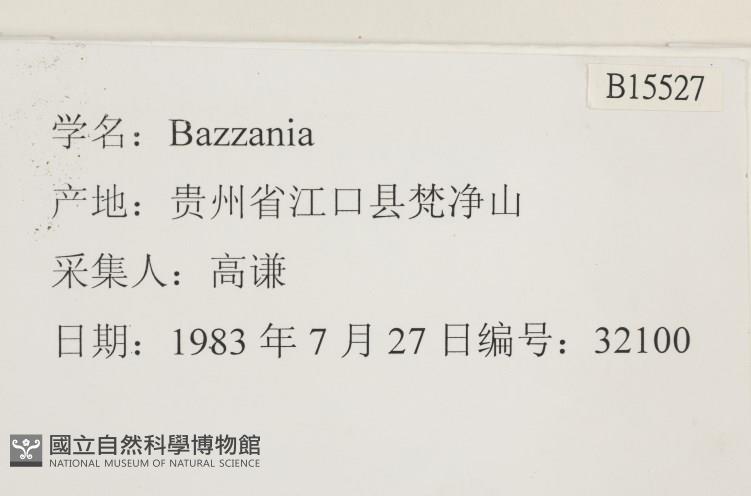 B15527
学名：Bazzania
产地：贵州省江口县梵净山
采集人：高谦
日期：1983 年 7 月 27 日编号：32100
國立自然科學博物館
NATIONAL MUSEUM OF NATURAL SCIENCE